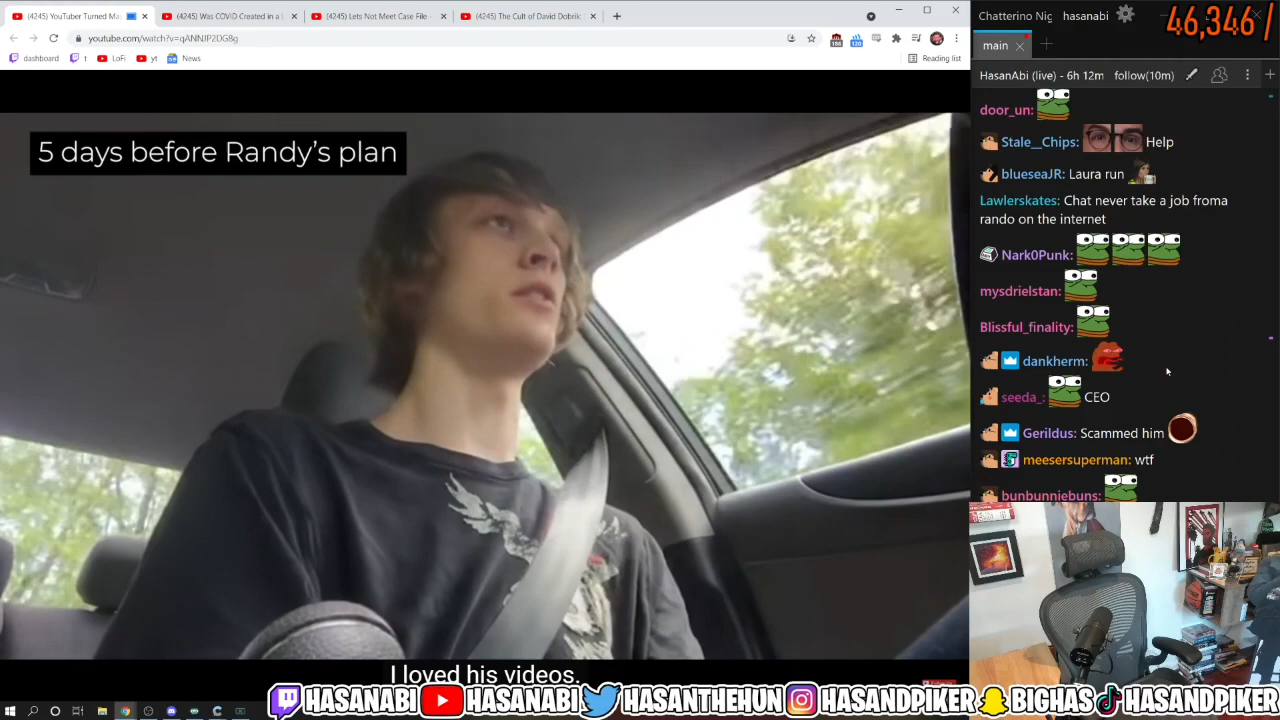 (4245) YouTuber Turned Ma
(4245) Was COVID Created in a
(4245) Lets Not Meet Case File -
(4245) The Cult of David Dobrik
youtube.com/watch?v=qANNJP2DG8g
dashboard
t
LoFi
yt
News
Reading list
5 days before Randy's plan
I loved his videos.
Chatterino Nig
hasanabi
46,346 /
main
HasanAbi (live) - 6h 12m
follow(10m)
door_un:
Stale__Chips: Help
blueseaJR: Laura run
Lawlerskates: Chat never take a job froma
rando on the internet
Nark0Punk:
mysdrielstan:
Blissful_finality:
dankherm:
seeda_: CEO
Gerildus: Scammed him
meesersuperman: wtf
bunbunniebuns:
HASANABI HASANABI HASANTHEHUN HASANDPIKER BIGHAS HASANDPIKER